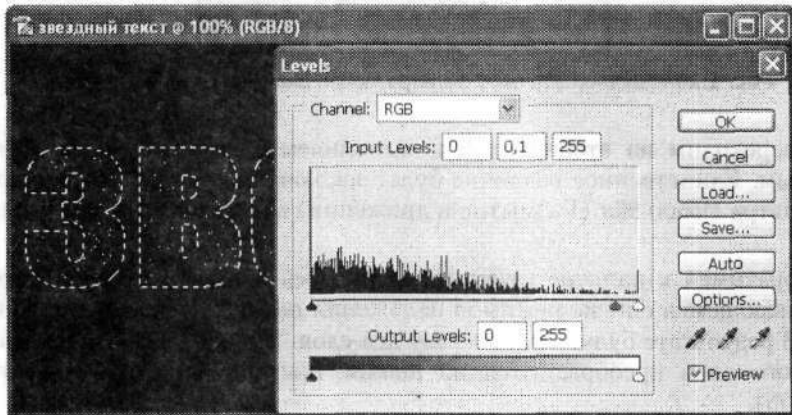 звездный текст @ 100% (RGB/8)
Levels
Channel: RGB
Input Levels: 0 0,1 255
Output Levels: 0 255
OK
Cancel
Load...
Save...
Auto
Options...
Preview